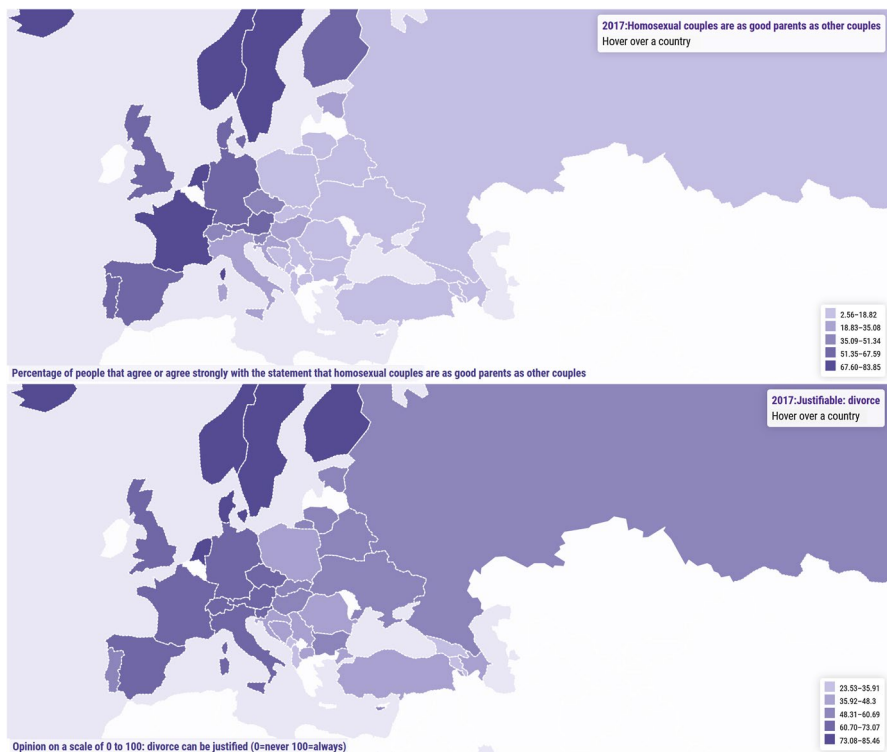 2017:Homosexual couples are as good parents as other couples
Hover over a country
2.56–18.82
18.83–35.08
35.09–51.34
51.35–67.59
67.60–83.85
Percentage of people that agree or agree strongly with the statement that homosexual couples are as good parents as other couples
2017:Justifiable: divorce
Hover over a country
23.53–35.91
35.92–48.3
48.31–60.69
60.70–73.07
73.08–85.46
Opinion on a scale of 0 to 100: divorce can be justified (0=never 100=always)